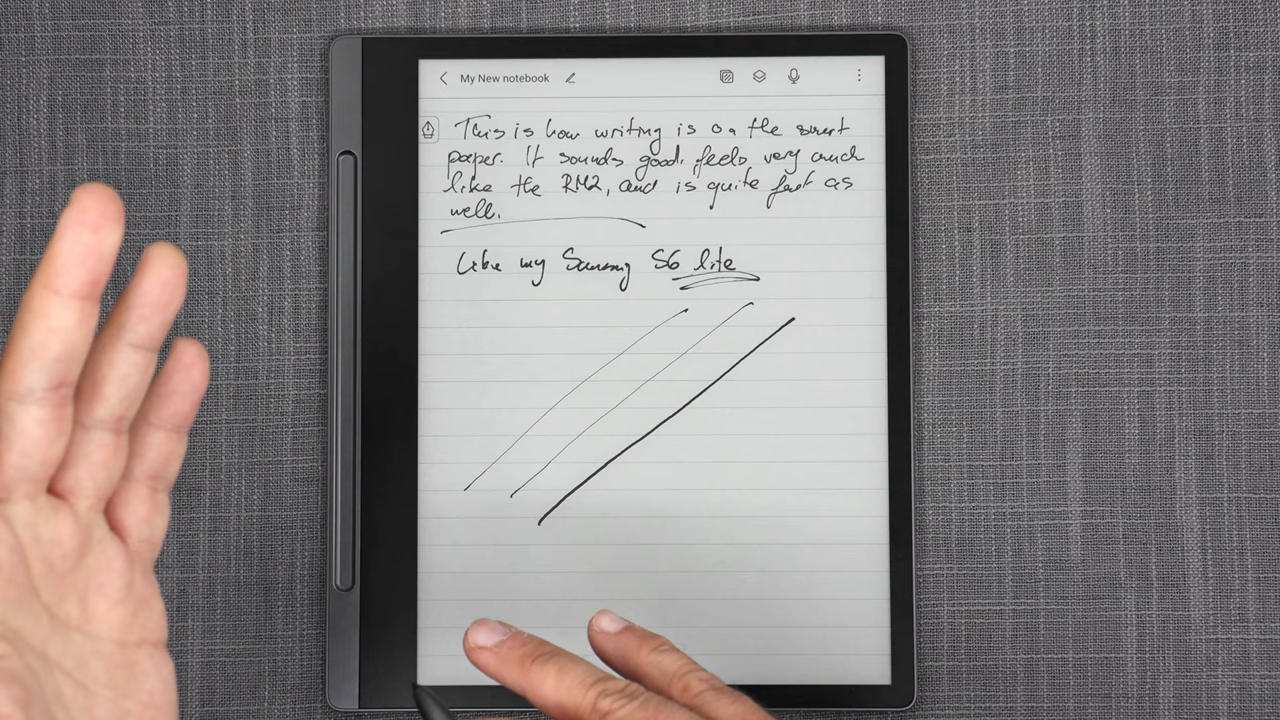 My New notebook
This is how writing is on the smart
paper. It sounds good, feels very much
like the RM2, and is quite fast as
well.
Like my Samsung S6 lite